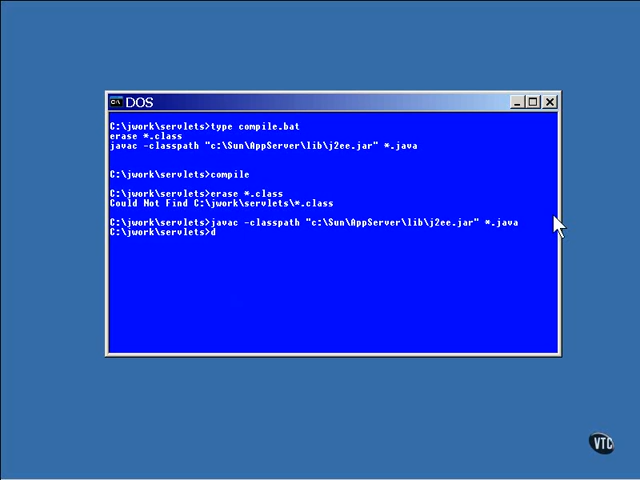 DOS
C:\jwork\servlets>type compile.bat
erase *.class
javac -classpath "c:\Sun\AppServer\lib\j2ee.jar" *.java
C:\jwork\servlets>compile
C:\jwork\servlets>erase *.class
Could Not Find C:\jwork\servlets\*.class
C:\jwork\servlets>javac -classpath "c:\Sun\AppServer\lib\j2ee.jar" *.java
C:\jwork\servlets>d
VTC